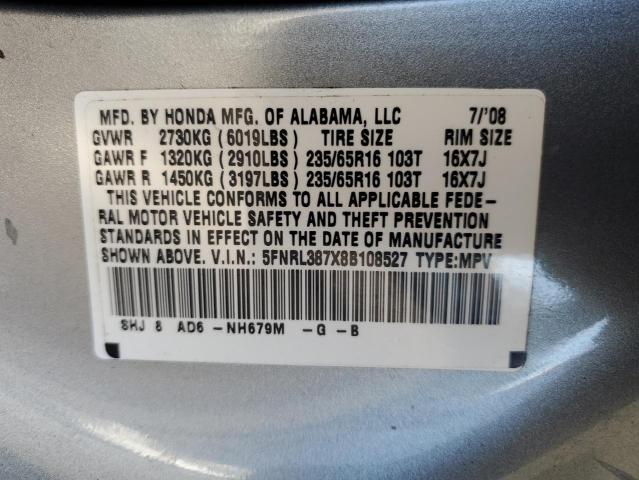 MFD. BY HONDA MFG. OF ALABAMA, LLC 7/'08
GVWR 2730KG (6019LBS) TIRE SIZE RIM SIZE
GAWR F 1320KG (2910LBS) 235/65R16 103T 16X7J
GAWR R 1450KG (3197LBS) 235/65R16 103T 16X7J
THIS VEHICLE CONFORMS TO ALL APPLICABLE FEDE-
RAL MOTOR VEHICLE SAFETY AND THEFT PREVENTION
STANDARDS IN EFFECT ON THE DATE OF MANUFACTURE
SHOWN ABOVE. V.I.N.: 5FNRL387X8B108527 TYPE:MPV
SHJ 8 AD6 -NH679M -G -B